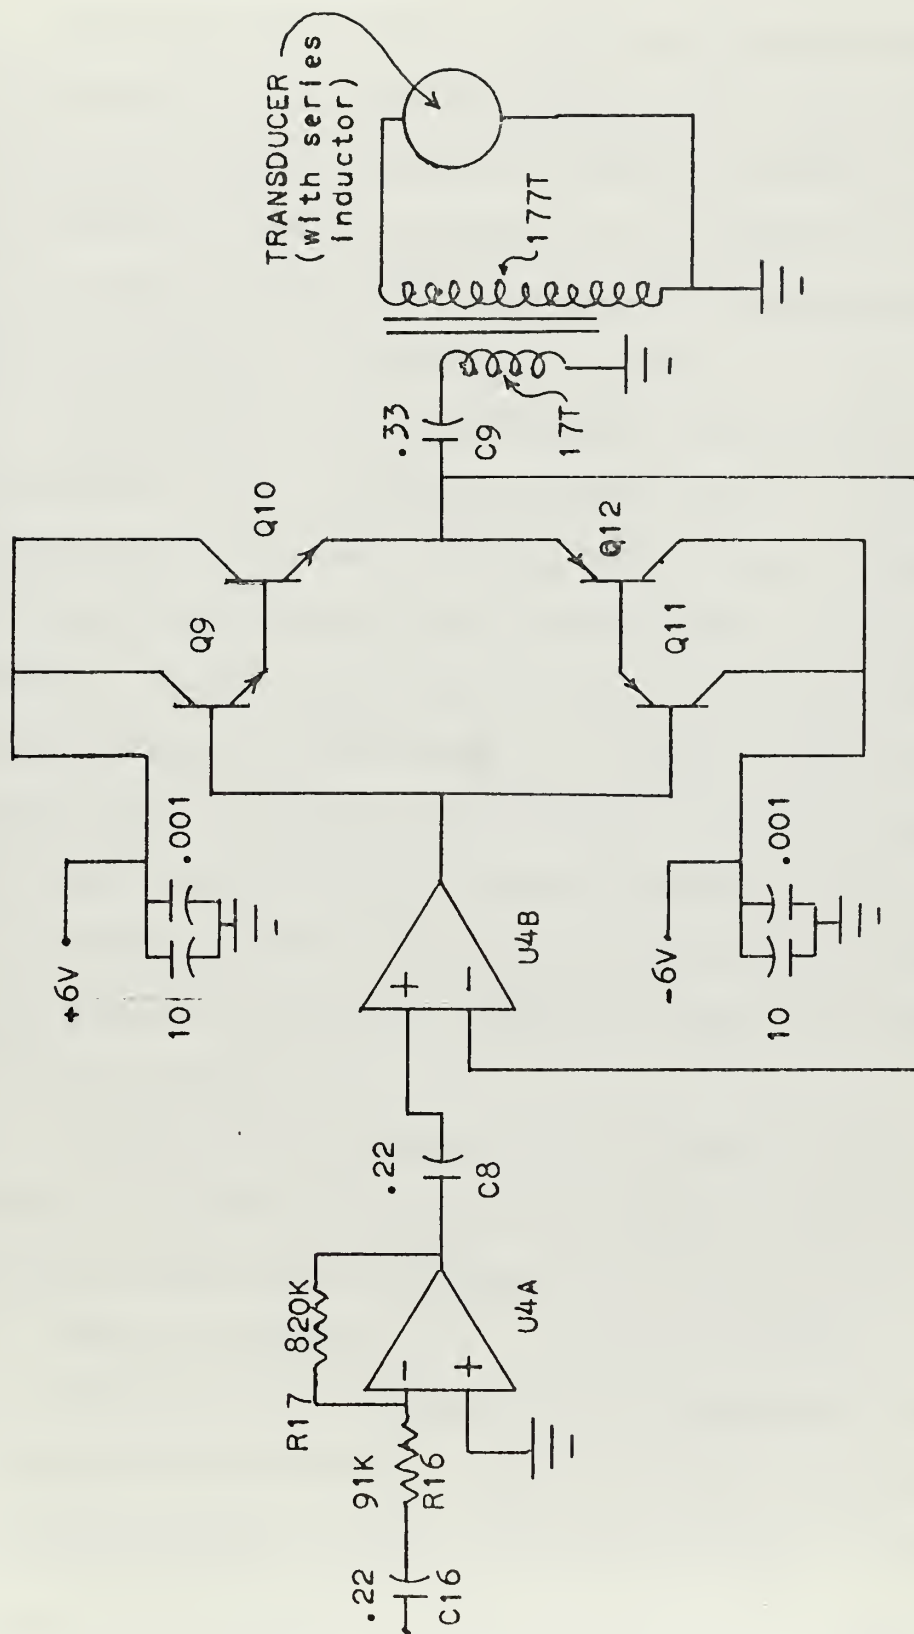 TRANSDUCER
(with series
inductor)
177T
17T
.33
C9
Q10
Q9
Q12
Q11
+6V
10
.001
-6V
10
.001
+
-
U4B
.22
C8
820K
R17
-
+
U4A
91K
R16
.22
C16